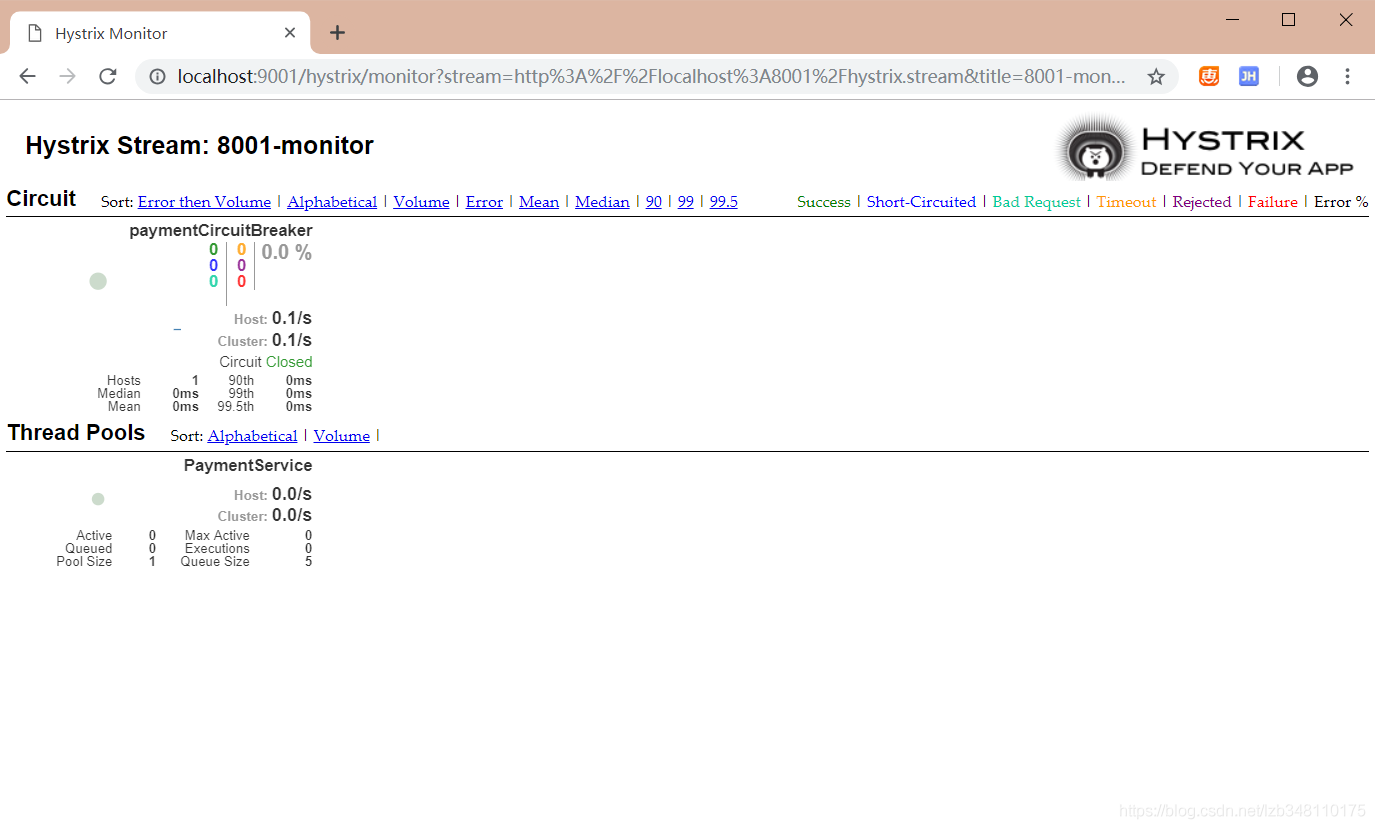 Hystrix Monitor
localhost:9001/hystrix/monitor?stream=http%3A%2F%2Flocalhost%3A8001%2Fhystrix.stream&title=8001-mon...
惠
JH
Hystrix Stream: 8001-monitor
HYSTRIX
DEFEND YOUR APP
Circuit Sort: Error then Volume | Alphabetical | Volume | Error | Mean | Median | 90 | 99 | 99.5 Success | Short-Circuited | Bad Request | Timeout | Rejected | Failure | Error %
paymentCircuitBreaker
0 0 0.0 %
0 0
0 0
Host: 0.1/s
Cluster: 0.1/s
Circuit Closed
Hosts 1 90th 0ms
Median 0ms 99th 0ms
Mean 0ms 99.5th 0ms
Thread Pools Sort: Alphabetical | Volume |
PaymentService
Host: 0.0/s
Cluster: 0.0/s
Active 0 Max Active 0
Queued 0 Executions 0
Pool Size 1 Queue Size 5
https://blog.csdn.net/lzb348110175